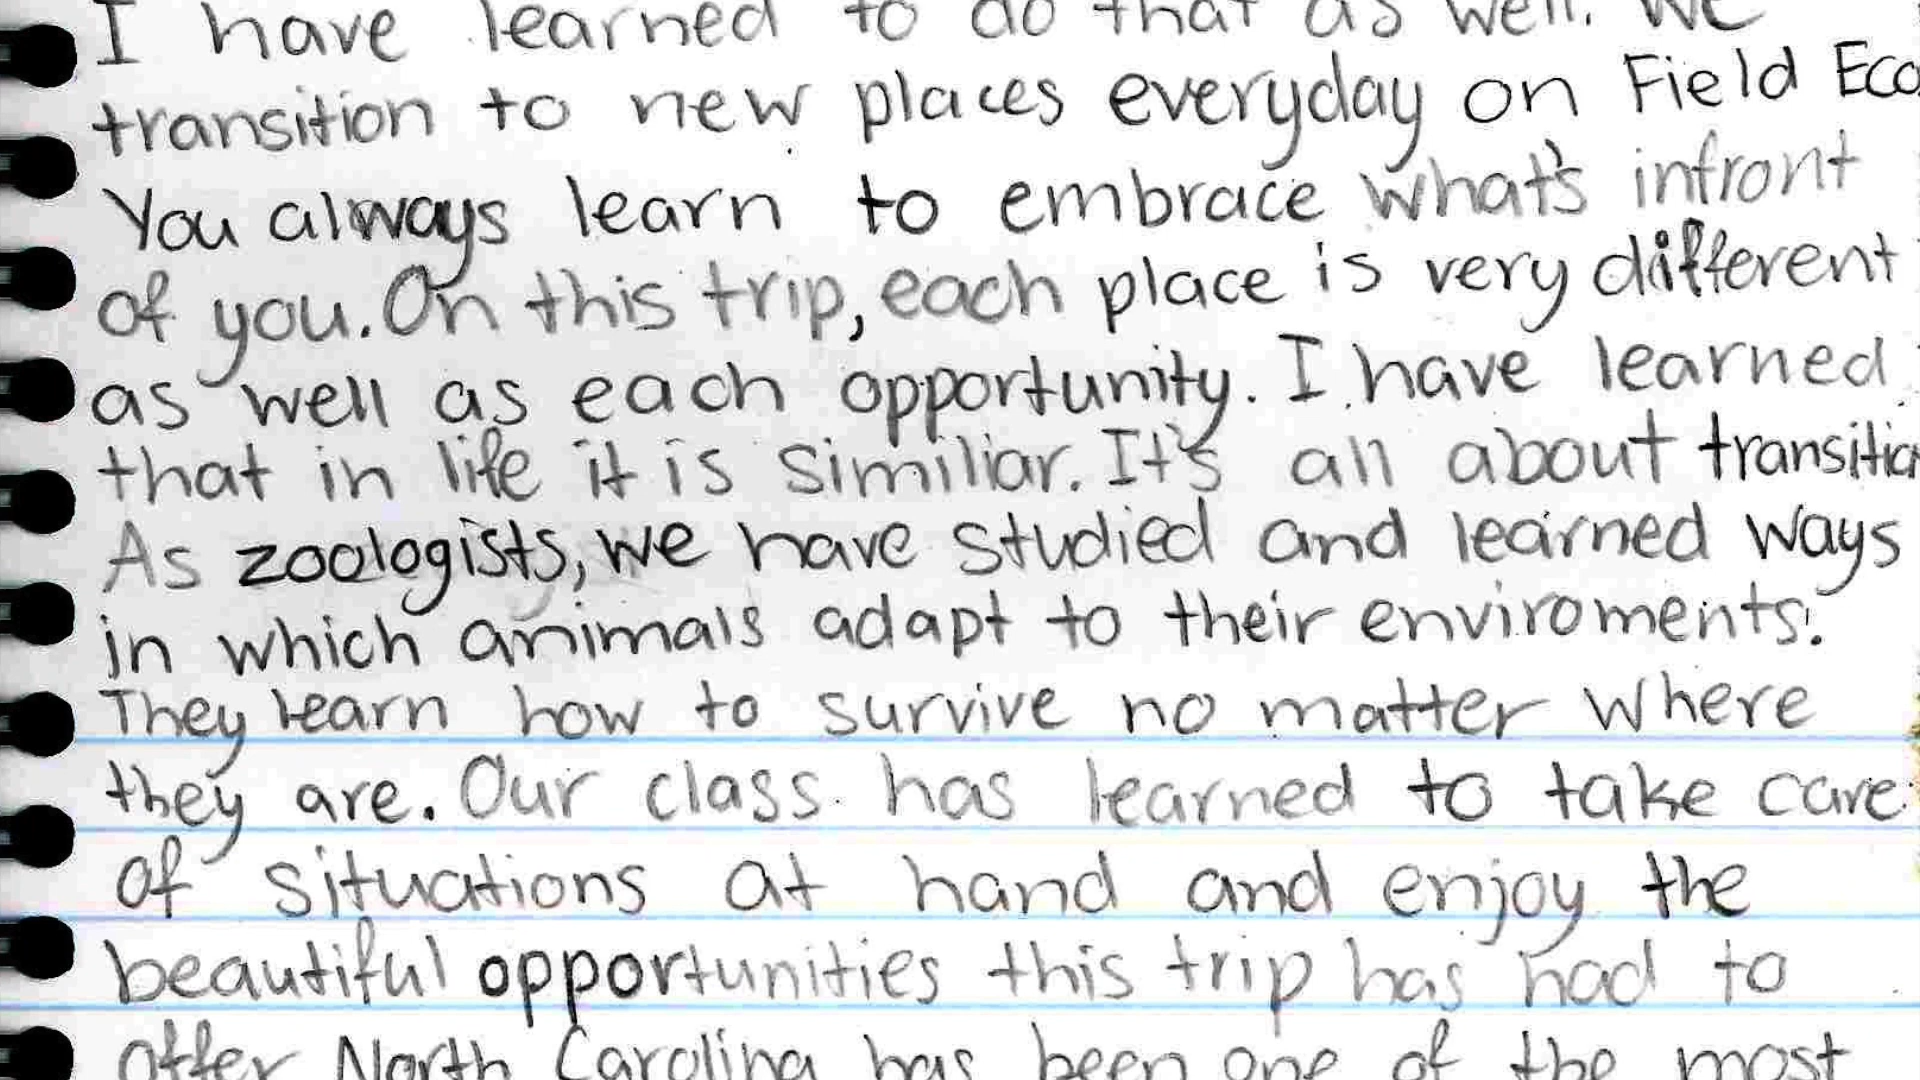 I have learned to do that as well. We
transition to new places everyday on Field Eco
You always learn to embrace what's infront
of you. On this trip, each place is very different
as well as each opportunity. I have learned
that in life it is similiar. It's all about transitio
As zoologists, we have studied and learned ways
in which animals adapt to their enviroments.
They learn how to survive no matter where
they are. Our class has learned to take care
of situations at hand and enjoy the
beautiful opportunities this trip has had to
offer North Carolina has been one of the most